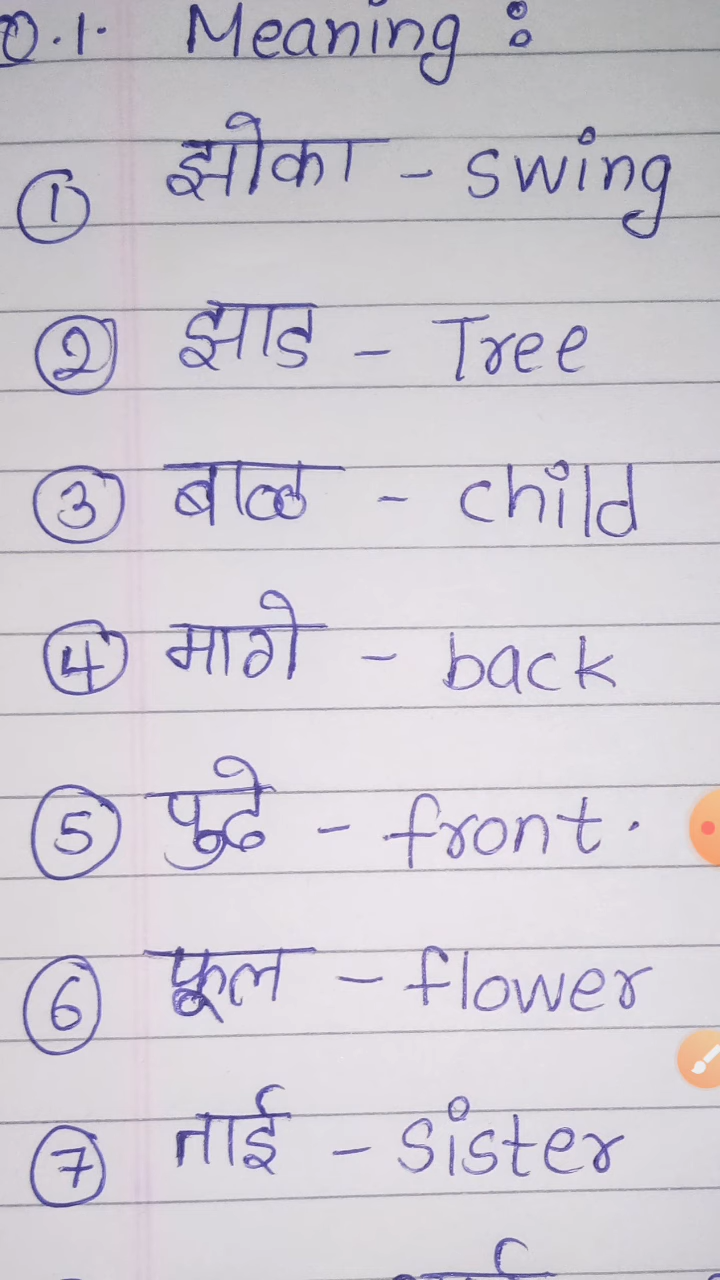 Q.1. Meaning :
① झोका - swing
② झाड - Tree
③ बाळ - child
④ मागे - back
⑤ पुढे - front.
⑥ फूल - flower
⑦ ताई - sister